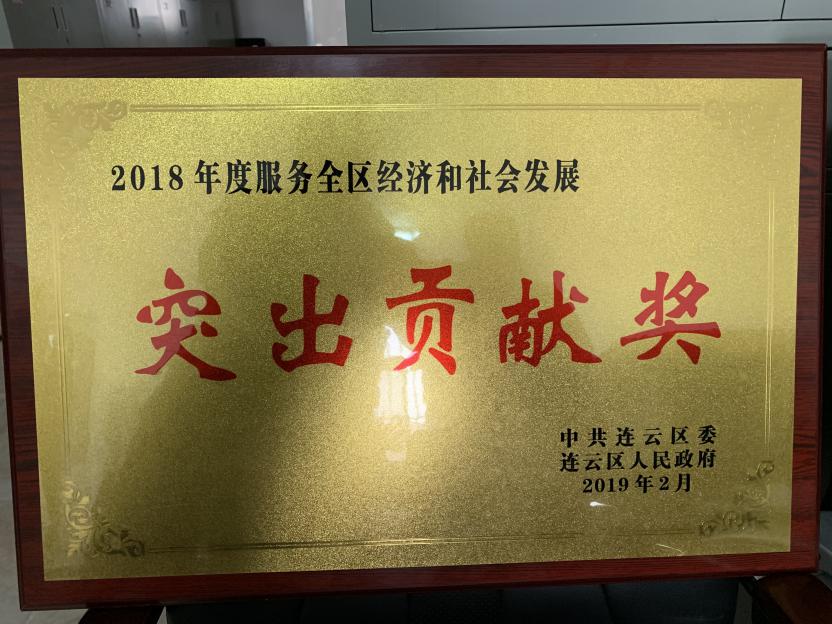 2018年度服务全区经济和社会发展
突出贡献奖
中共连云区委
连云区人民政府
2019年2月